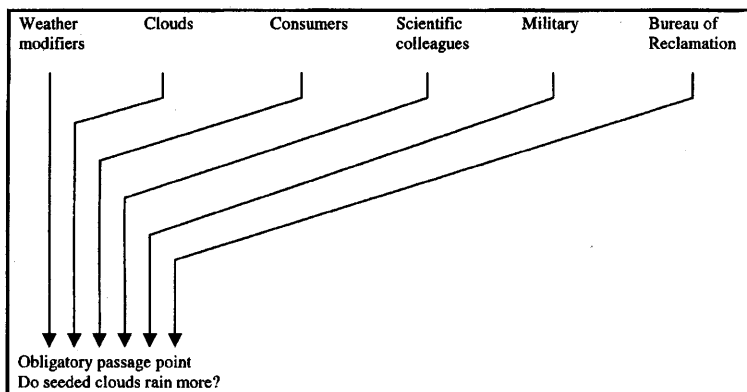 Weather modifiers
Clouds
Consumers
Scientific colleagues
Military
Bureau of Reclamation
Obligatory passage point
Do seeded clouds rain more?